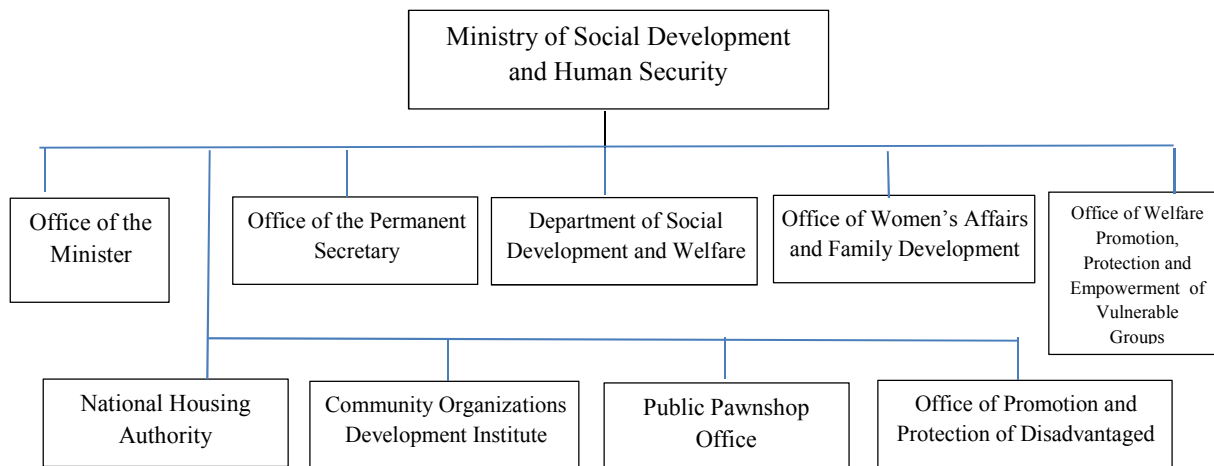 Ministry of Social Development
and Human Security
Office of the
Minister
Office of the Permanent
Secretary
Department of Social
Development and Welfare
Office of Women’s Affairs
and Family Development
Office of Welfare
Promotion,
Protection and
Empowerment of
Vulnerable
Groups
National Housing
Authority
Community Organizations
Development Institute
Public Pawnshop
Office
Office of Promotion and
Protection of Disadvantaged